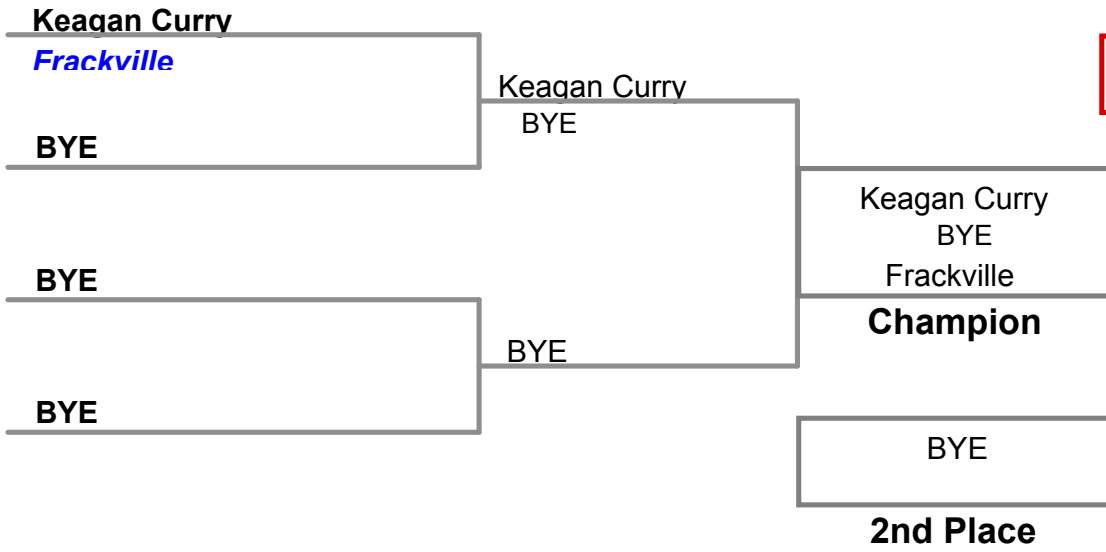 Keagan Curry
Frackville
BYE
BYE
BYE
Keagan Curry
BYE
BYE
Keagan Curry
BYE
Frackville
Champion
BYE
2nd Place